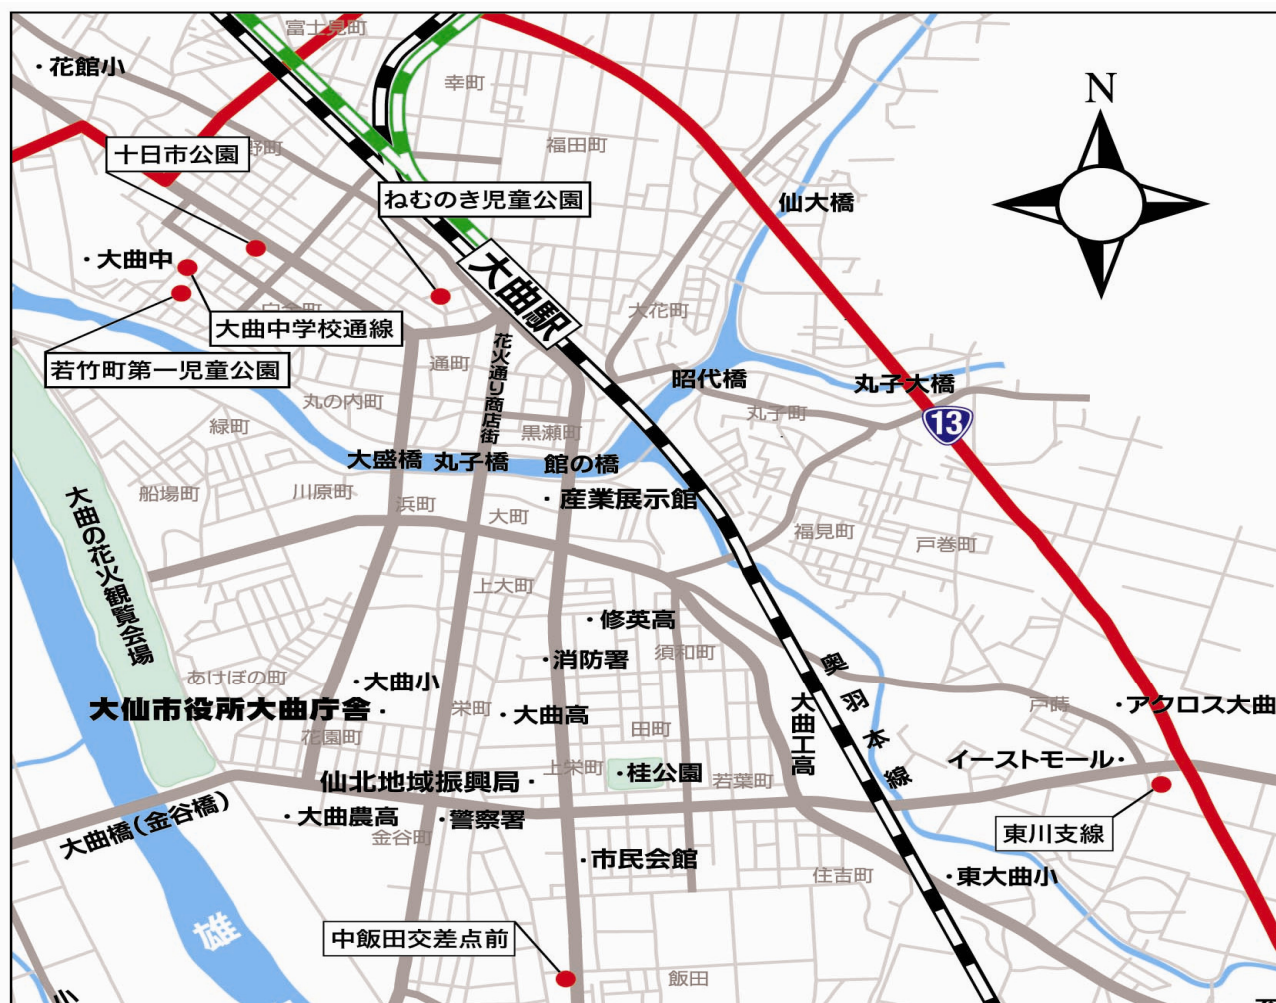 富士見町
花館小
幸町
N
十日市公園
野町
福田町
ねむのき児童公園
仙大橋
大曲中
大曲駅
大花町
大曲中学校通線
若竹町第一児童公園
通町
花火通り商店街
昭代橋
丸子大橋
丸の内町
丸子町
13
緑町
黒瀬町
大盛橋
丸子橋
館の橋
船場町
川原町
浜町
産業展示館
大町
福見町
戸巻町
大曲の花火観覧会場
上大町
修英高
消防署
須和町
あけぼの町
大曲小
奥羽本線
大仙市役所大曲庁舎
栄町
大曲高
田町
大曲工高
戸蒔
アクロス大曲
花園町
イーストモール
仙北地域振興局
上栄町
桂公園
若葉町
大曲橋(金谷橋)
大曲農高
警察署
金谷町
東川支線
市民会館
住吉町
東大曲小
雄
中飯田交差点前
飯田